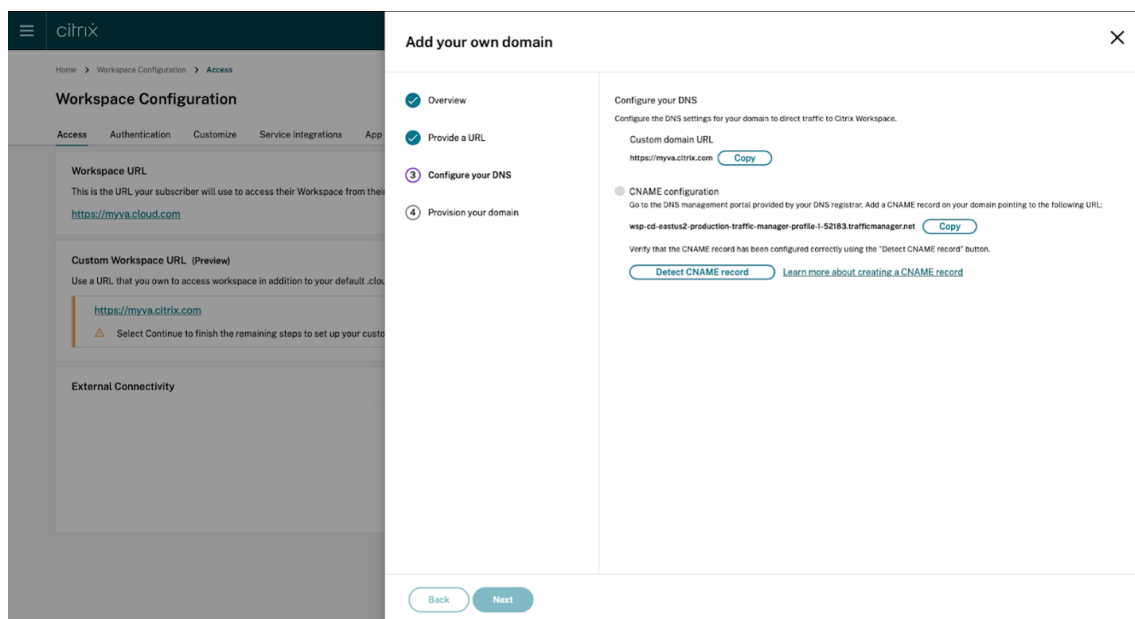 citrix
Home > Workspace Configuration > Access
Workspace Configuration
Access Authentication Customize Service Integrations App
Workspace URL
This is the URL your subscriber will use to access their Workspace from thei
https://myva.cloud.com
Custom Workspace URL (Preview)
Use a URL that you own to access workspace in addition to your default .clou
https://myva.citrix.com
Select Continue to finish the remaining steps to set up your custo
External Connectivity
Add your own domain
Overview
Provide a URL
3 Configure your DNS
4 Provision your domain
Configure your DNS
Configure the DNS settings for your domain to direct traffic to Citrix Workspace.
Custom domain URL
https://myva.citrix.com Copy
CNAME configuration
Go to the DNS management portal provided by your DNS registrar. Add a CNAME record on your domain pointing to the following URL:
wsp-cd-eastus2-production-traffic-manager-profile-1-52183.trafficmanager.net Copy
Verify that the CNAME record has been configured correctly using the "Detect CNAME record" button.
Detect CNAME record Learn more about creating a CNAME record
Back Next